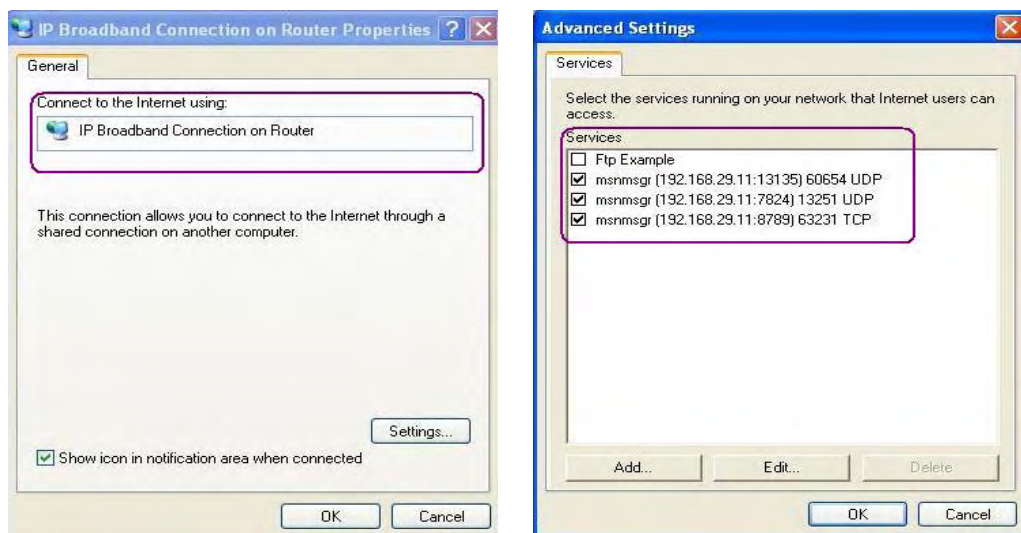 IP Broadband Connection on Router Properties
General
Connect to the Internet using:
IP Broadband Connection on Router
This connection allows you to connect to the Internet through a
shared connection on another computer.
Settings...
Show icon in notification area when connected
OK Cancel
Advanced Settings
Services
Select the services running on your network that Internet users can
access.
Services
Ftp Example
msnmsgr (192.168.29.11:13135) 60654 UDP
msnmsgr (192.168.29.11:7824) 13251 UDP
msnmsgr (192.168.29.11:8789) 63231 TCP
Add... Edit... Delete
OK Cancel